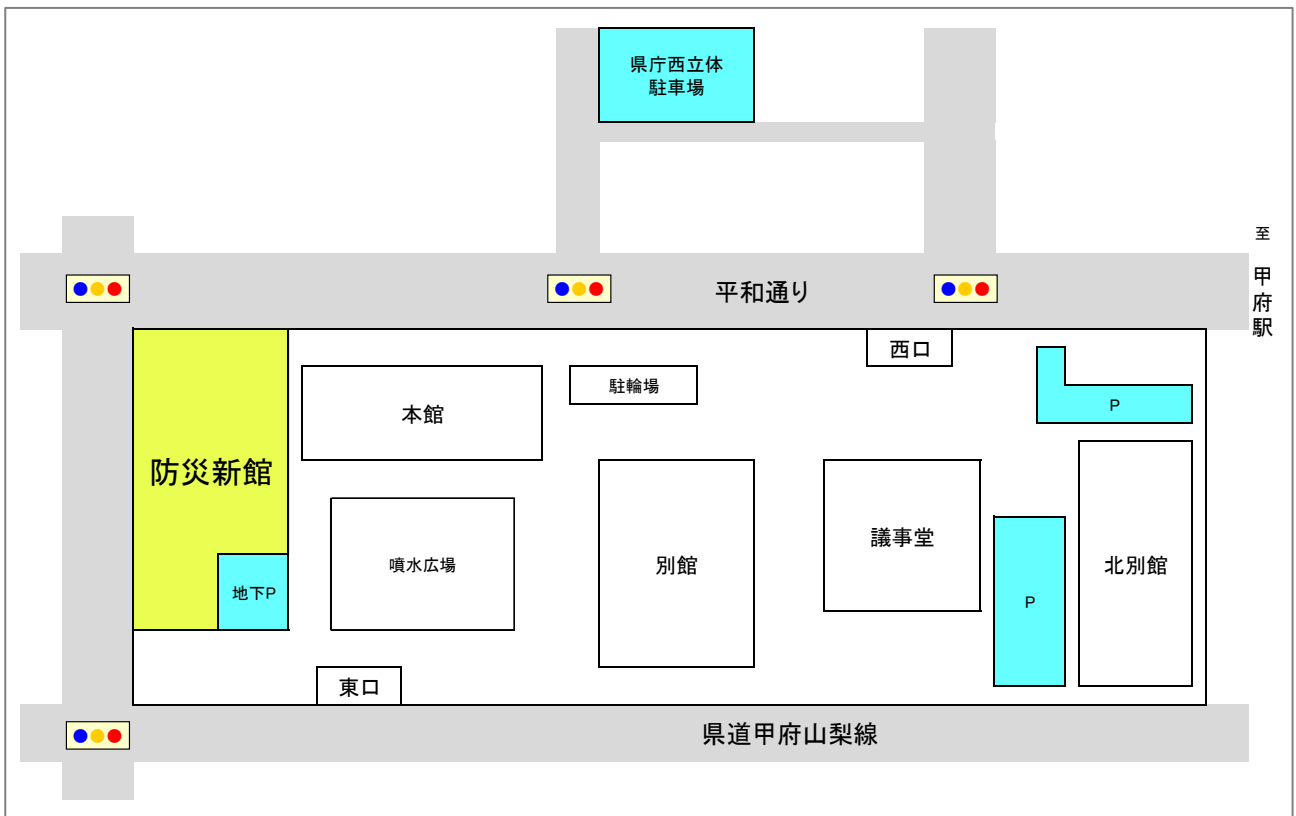 県庁西立体
駐車場
至
甲府駅
平和通り
西口
駐輪場
本館
P
防災新館
噴水広場
別館
議事堂
北別館
地下P
P
東口
県道甲府山梨線